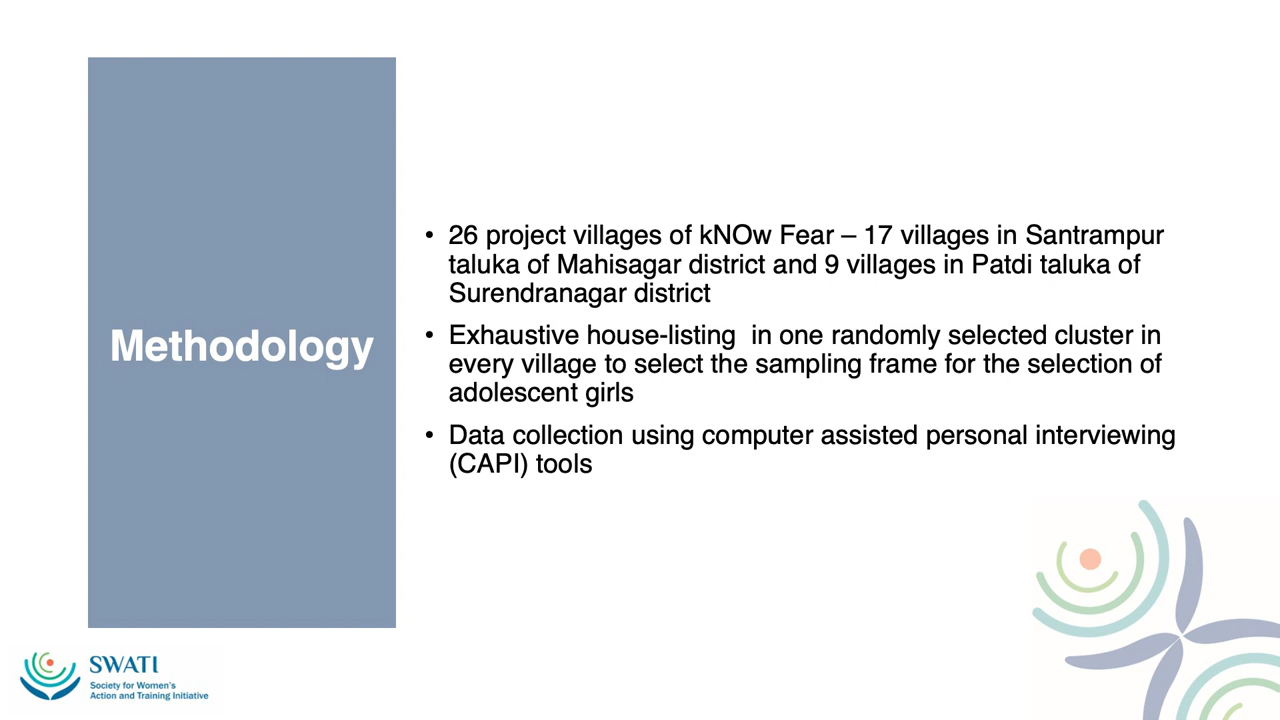 Methodology
• 26 project villages of kNOw Fear – 17 villages in Santrampur
taluka of Mahisagar district and 9 villages in Patdi taluka of
Surendranagar district
• Exhaustive house-listing  in one randomly selected cluster in
every village to select the sampling frame for the selection of
adolescent girls
• Data collection using computer assisted personal interviewing
(CAPI) tools
SWATI
Society for Women's
Action and Training Initiative